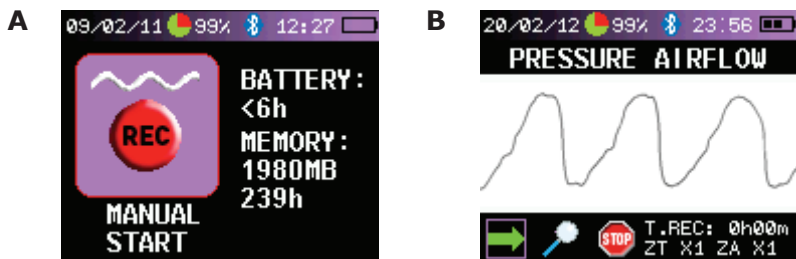 A
09/02/11 99% 12:27
REC
BATTERY:
<6h
MEMORY:
1980MB
239h
MANUAL
START
B
20/02/12 99% 23:56
PRESSURE AIRFLOW
STOP
T.REC: 0h00m
ZT X1 ZA X1